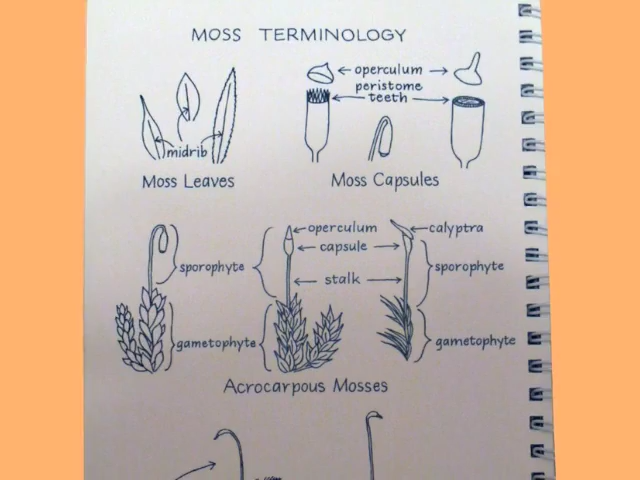 MOSS TERMINOLOGY
operculum
peristome
teeth
midrib
Moss Leaves
Moss Capsules
operculum
calyptra
capsule
sporophyte
sporophyte
stalk
gametophyte
gametophyte
Acrocarpous Mosses